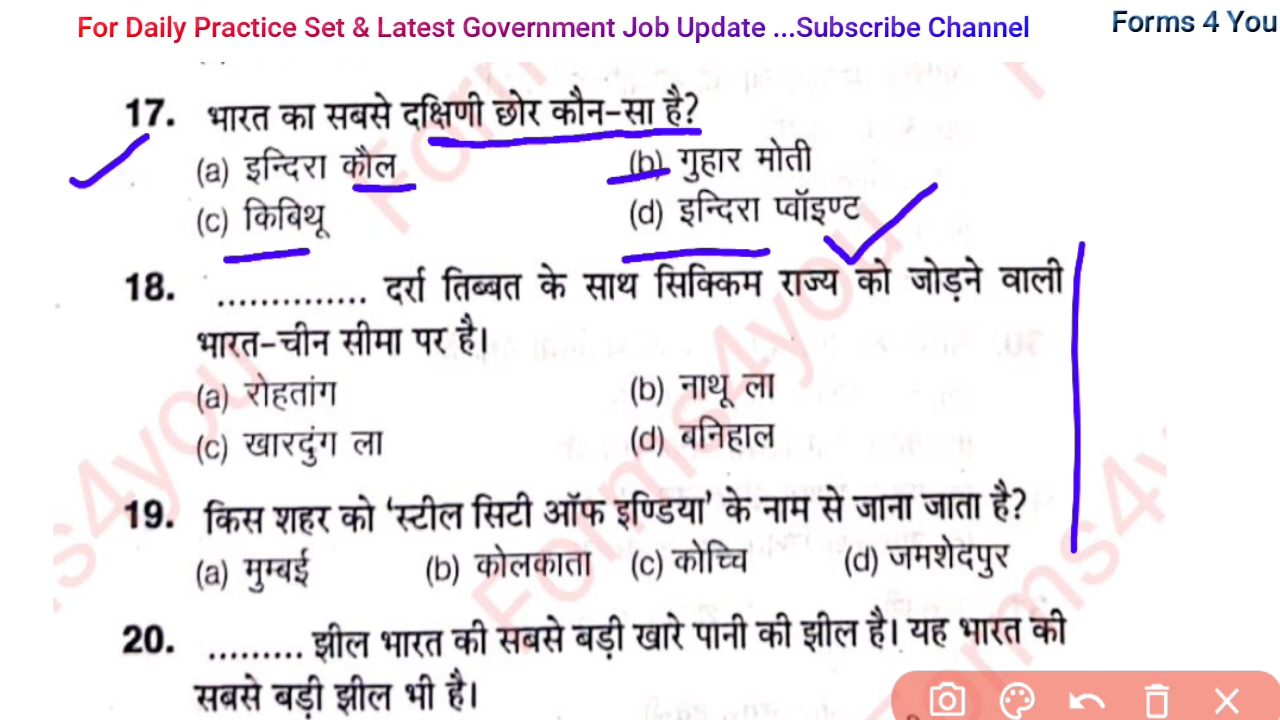 For Daily Practice Set & Latest Government Job Update ...Subscribe Channel
Forms 4 You
17. भारत का सबसे दक्षिणी छोर कौन-सा है?
(a) इन्दिरा कौल (b) गुहार मोती
(c) किबिथू (d) इन्दिरा प्वॉइण्ट
18. .............. दर्रा तिब्बत के साथ सिक्किम राज्य को जोड़ने वाली
भारत-चीन सीमा पर है।
(a) रोहतांग (b) नाथू ला
(c) खारदुंग ला (d) बनिहाल
19. किस शहर को 'स्टील सिटी ऑफ इण्डिया' के नाम से जाना जाता है?
(a) मुम्बई (b) कोलकाता (c) कोच्चि (d) जमशेदपुर
20. ......... झील भारत की सबसे बड़ी खारे पानी की झील है। यह भारत की
सबसे बड़ी झील भी है।
Forms4you